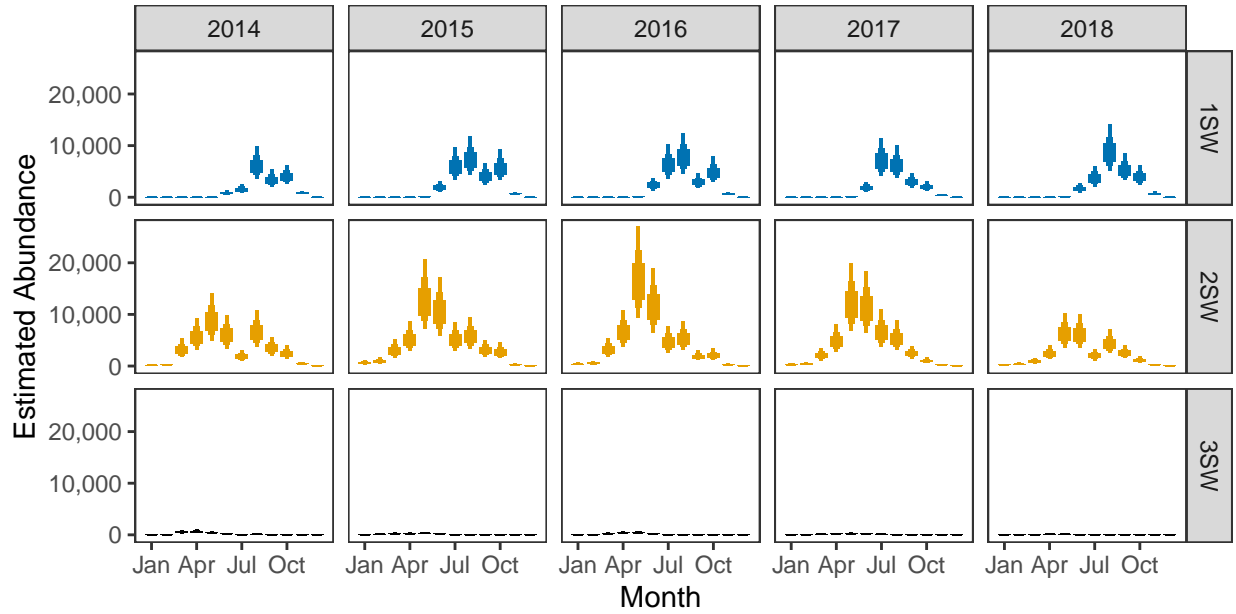 2014 2015 2016 2017 2018
Estimated Abundance
20,000
10,000
0
1SW
20,000
10,000
0
2SW
20,000
10,000
0
3SW
Jan Apr Jul Oct Jan Apr Jul Oct Jan Apr Jul Oct Jan Apr Jul Oct Jan Apr Jul Oct
Month